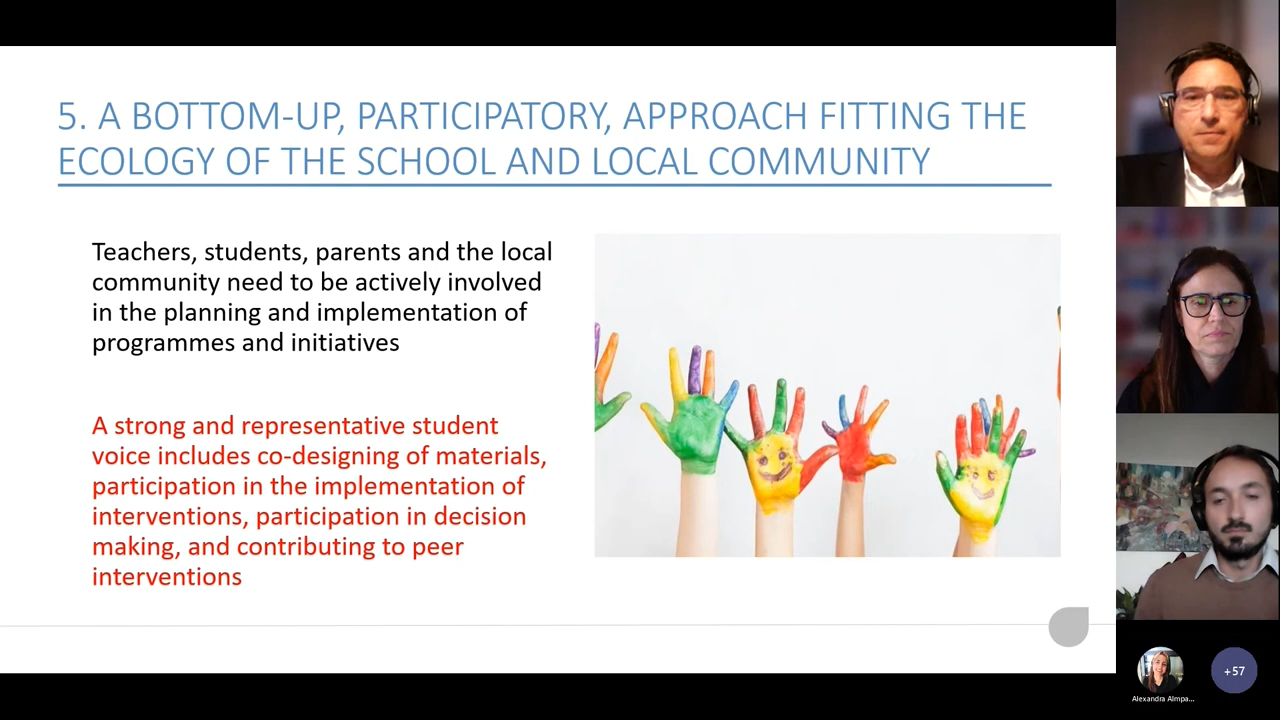 5. A BOTTOM-UP, PARTICIPATORY, APPROACH FITTING THE
ECOLOGY OF THE SCHOOL AND LOCAL COMMUNITY
Teachers, students, parents and the local
community need to be actively involved
in the planning and implementation of
programmes and initiatives
A strong and representative student
voice includes co-designing of materials,
participation in the implementation of
interventions, participation in decision
making, and contributing to peer
interventions
Alexandra Almpa...
+57